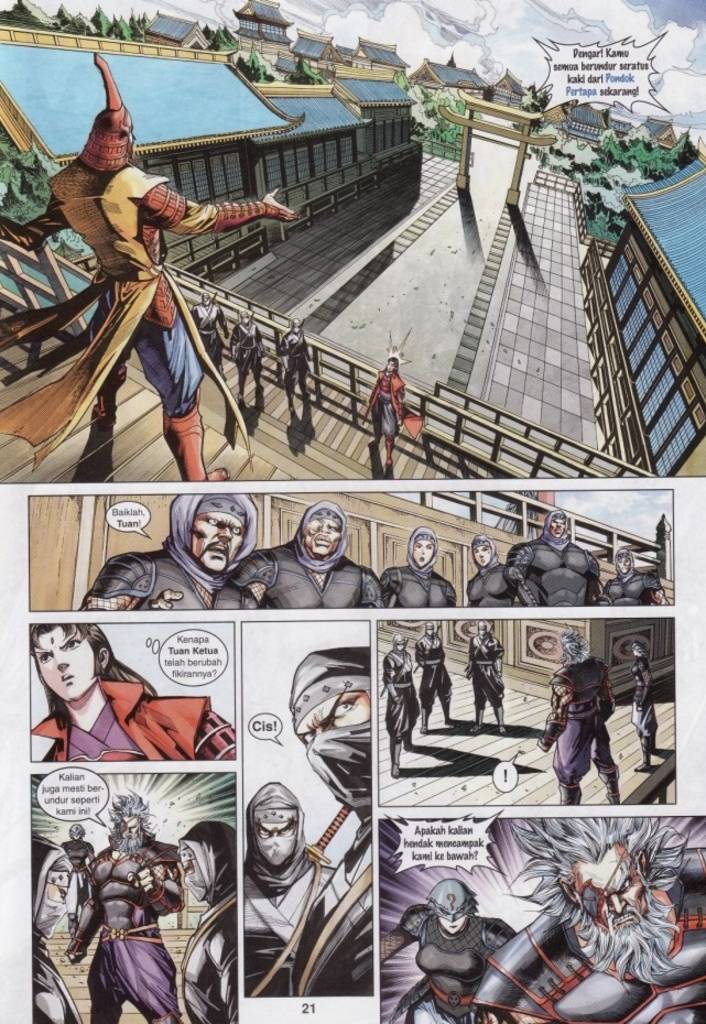 Dengar! Kamu
semua berundur seratus
kaki dari Pondok
Pertapa sekarang!
Baiklah,
Tuan!
Kenapa
Tuan Ketua
telah berubah
fikirannya?
Cis!
!
Kalian
juga mesti ber-
undur seperti
kami ini!
Apakah kalian
hendak mencampak
kami ke bawah?
21